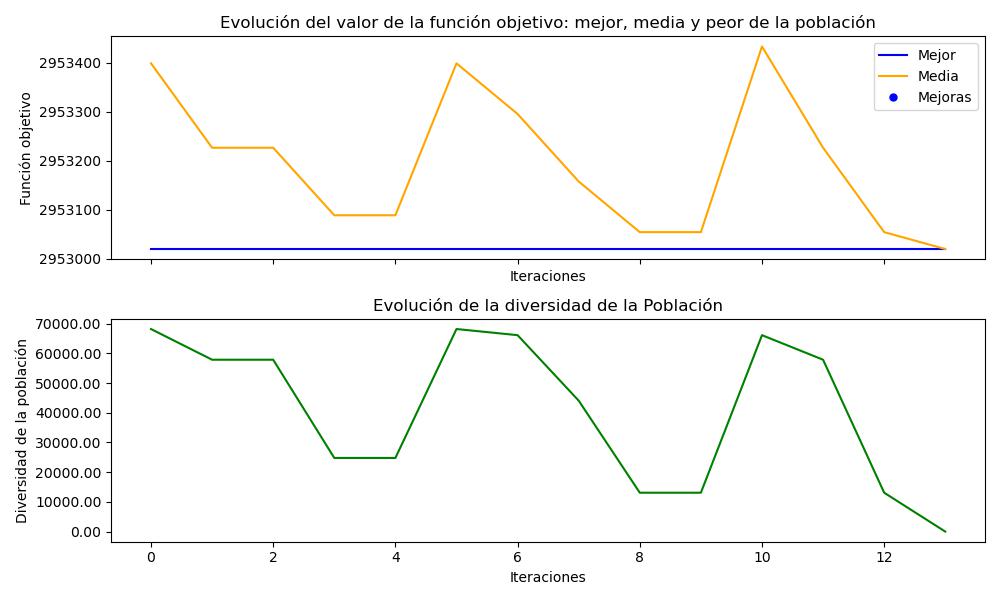 Evolución del valor de la función objetivo: mejor, media y peor de la población
2953400
2953300
2953200
2953100
2953000
Función objetivo
Mejor
Media
Mejoras
Iteraciones
Evolución de la diversidad de la Población
70000.00
60000.00
50000.00
40000.00
30000.00
20000.00
10000.00
0.00
Diversidad de la población
0 2 4 6 8 10 12
Iteraciones